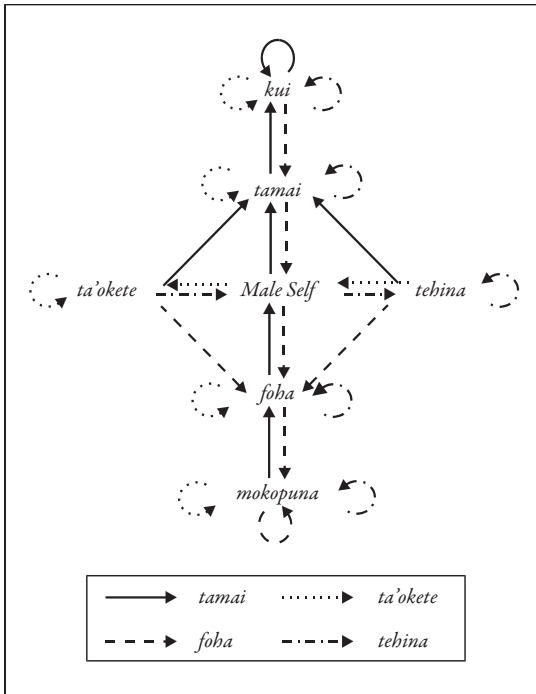 kui
tamai
ta'okete Male Self tehina
foha
mokopuna
tamai ta'okete
foha tehina